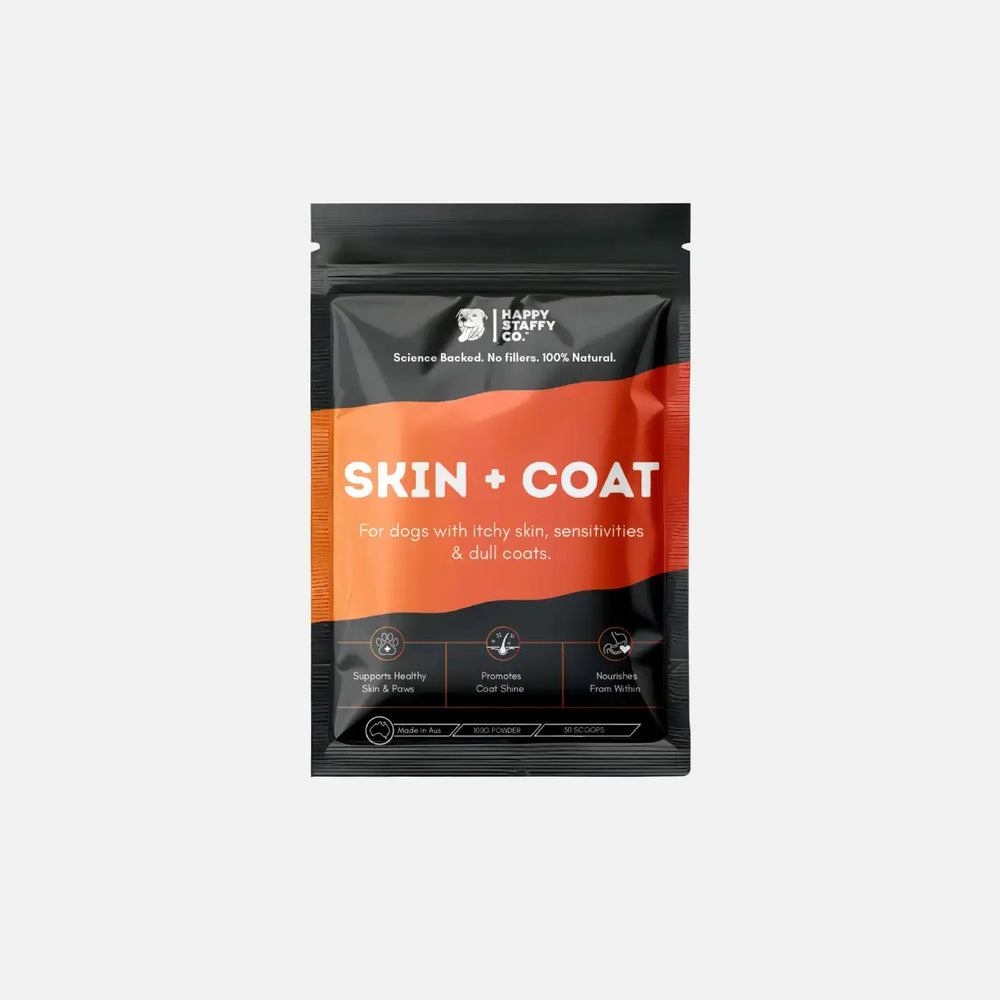 HAPPY
STAFFY
CO.™
Science Backed. No fillers. 100% Natural.
SKIN + COAT
For dogs with itchy skin, sensitivities
& dull coats.
Supports Healthy
Skin & Paws
Promotes
Coat Shine
Nourishes
From Within
Made in Aus
100G POWDER
50 SCOOPS